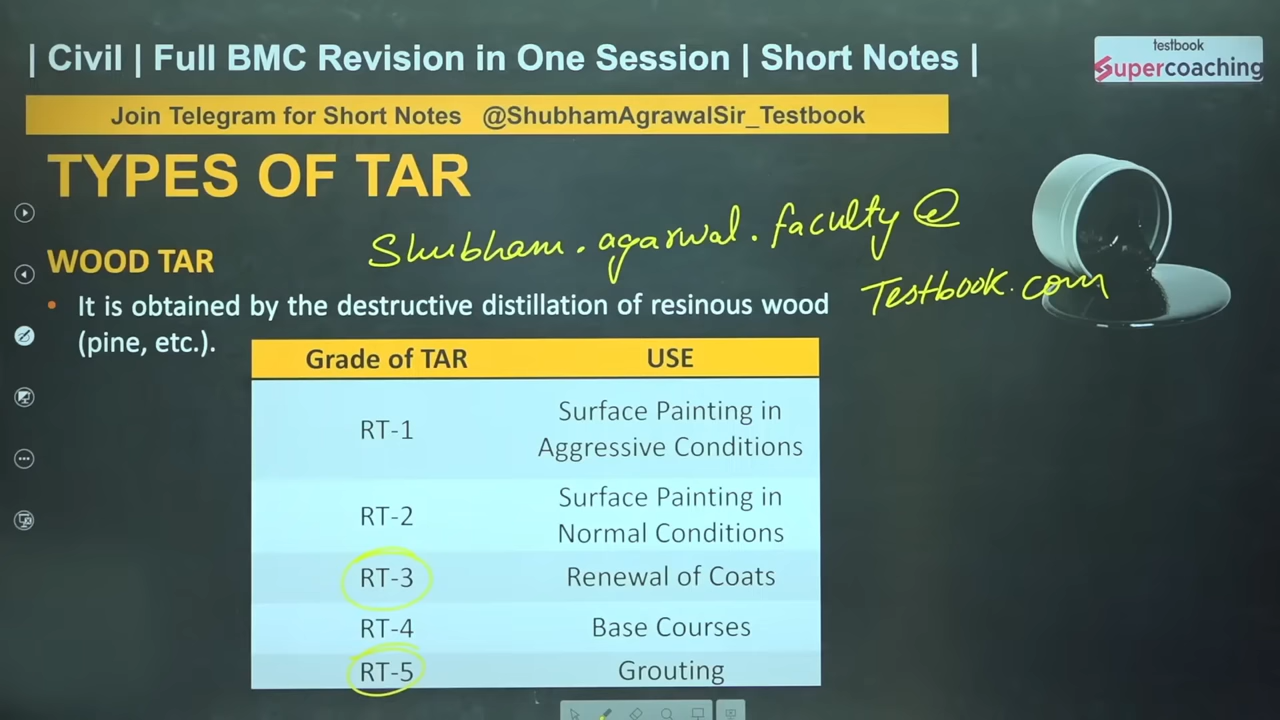 | Civil | Full BMC Revision in One Session | Short Notes |
testbook
Supercoaching
Join Telegram for Short Notes @ShubhamAgrawalSir_Testbook
TYPES OF TAR
Shubham.agarwal.faculty@
Testbook.com
WOOD TAR
• It is obtained by the destructive distillation of resinous wood
(pine, etc.).
Grade of TAR USE
RT-1 Surface Painting in
Aggressive Conditions
RT-2 Surface Painting in
Normal Conditions
RT-3 Renewal of Coats
RT-4 Base Courses
RT-5 Grouting